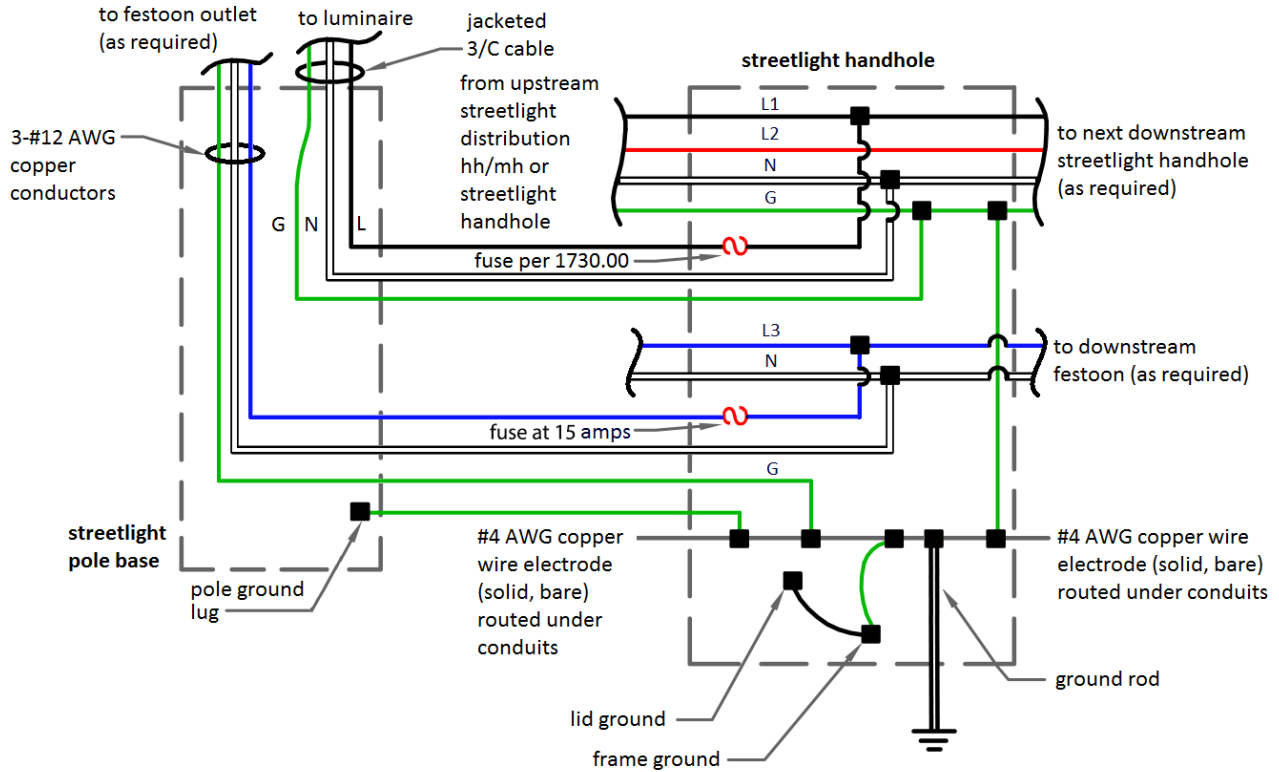 to festoon outlet
(as required)
to luminaire
jacketed
3/C cable
streetlight handhole
from upstream
streetlight
distribution
hh/mh or
streetlight
handhole
3-#12 AWG
copper
conductors
L1
L2
N
G
to next downstream
streetlight handhole
(as required)
G
N
L
fuse per 1730.00
L3
N
to downstream
festoon (as required)
fuse at 15 amps
G
streetlight
pole base
pole ground
lug
#4 AWG copper
wire electrode
(solid, bare)
routed under
conduits
#4 AWG copper wire
electrode (solid, bare)
routed under conduits
lid ground
frame ground
ground rod